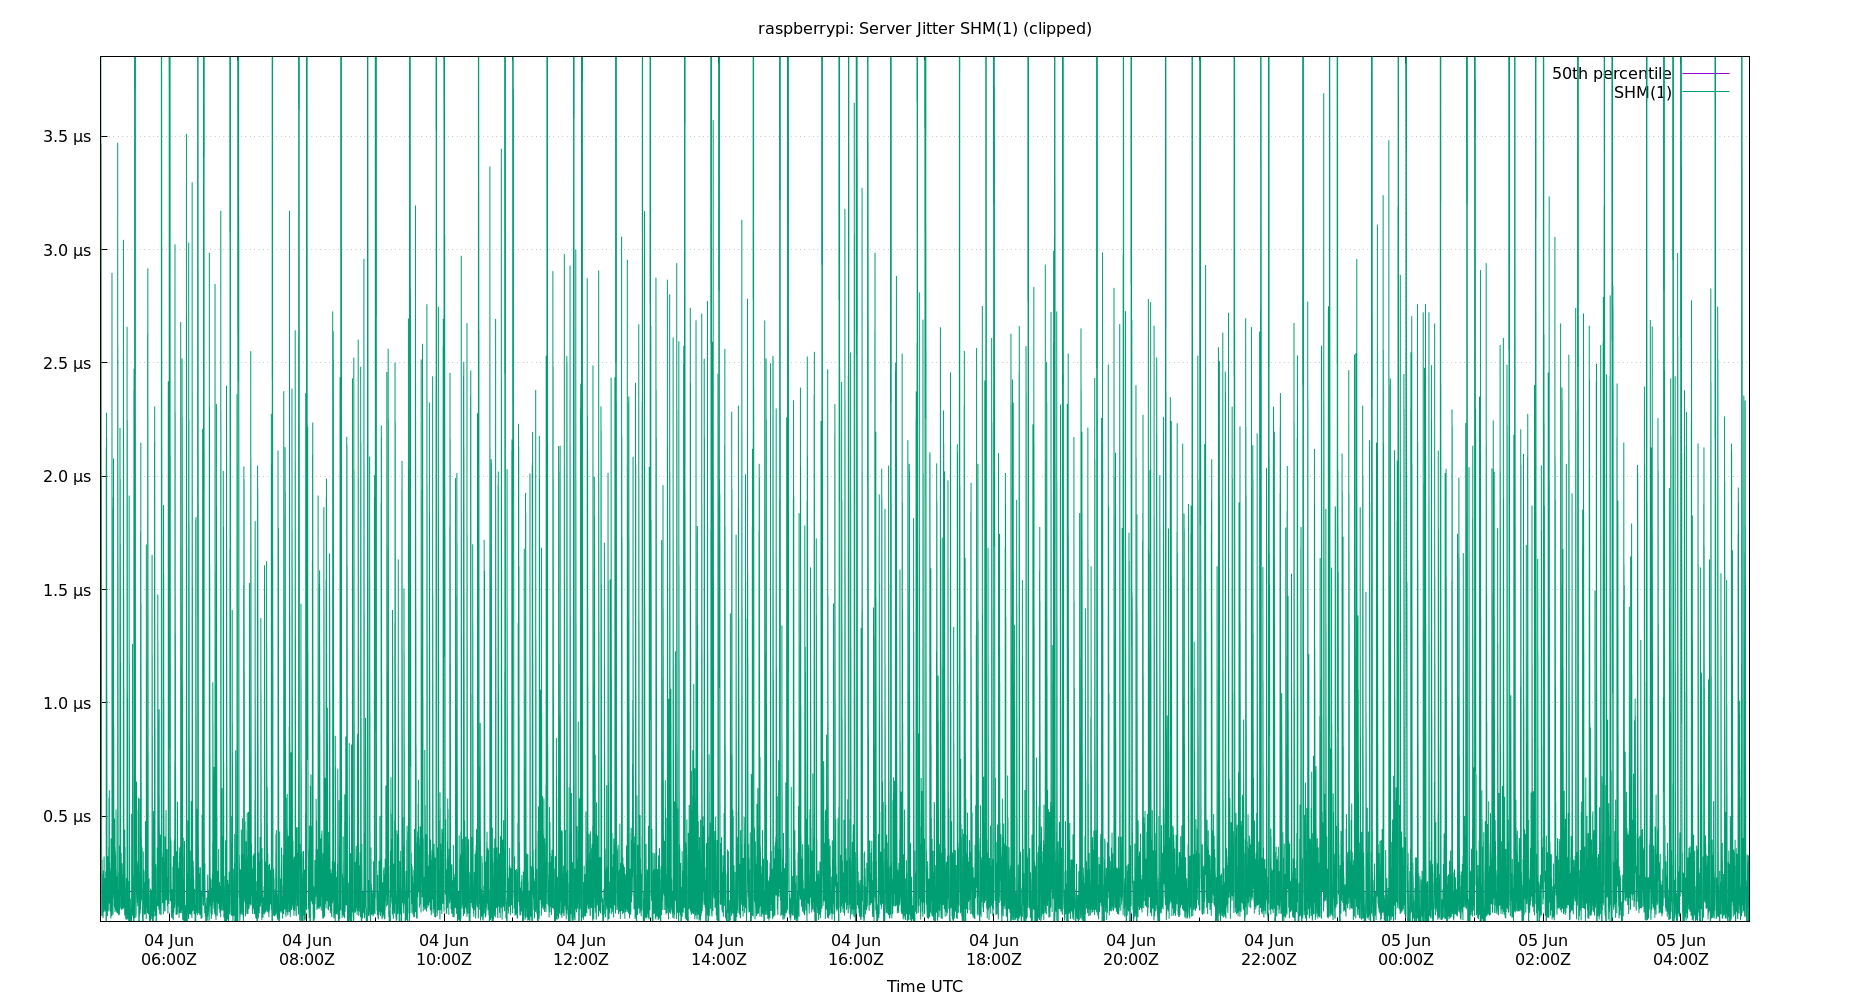 raspberrypi: Server Jitter SHM(1) (clipped)
50th percentile
SHM(1)
3.5 µs
3.0 µs
2.5 µs
2.0 µs
1.5 µs
1.0 µs
0.5 µs
04 Jun 04 Jun 04 Jun 04 Jun 04 Jun 04 Jun 04 Jun 04 Jun 04 Jun 05 Jun 05 Jun 05 Jun
06:00Z 08:00Z 10:00Z 12:00Z 14:00Z 16:00Z 18:00Z 20:00Z 22:00Z 00:00Z 02:00Z 04:00Z
Time UTC